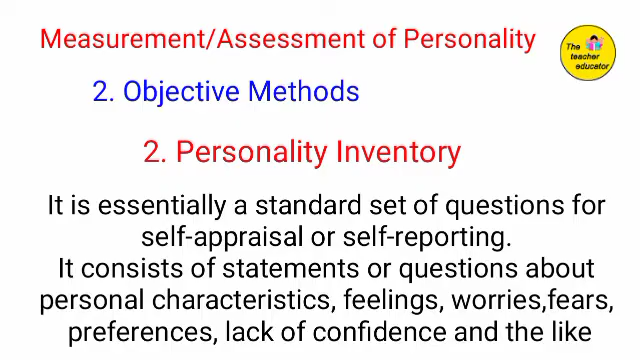 Measurement/Assessment of Personality
The
teacher
educator
2. Objective Methods
2. Personality Inventory
It is essentially a standard set of questions for
self-appraisal or self-reporting.
It consists of statements or questions about
personal characteristics, feelings, worries,fears,
preferences, lack of confidence and the like